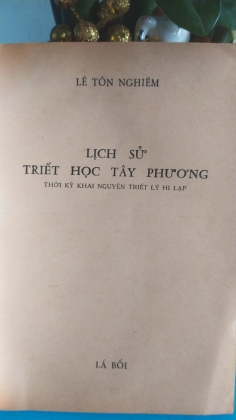 LÊ TÔN NGHIÊM
LỊCH SỬ
TRIẾT HỌC TÂY PHƯƠNG
THỜI KỲ KHAI NGUYÊN TRIẾT LÝ HI LẠP
LÁ BỐI